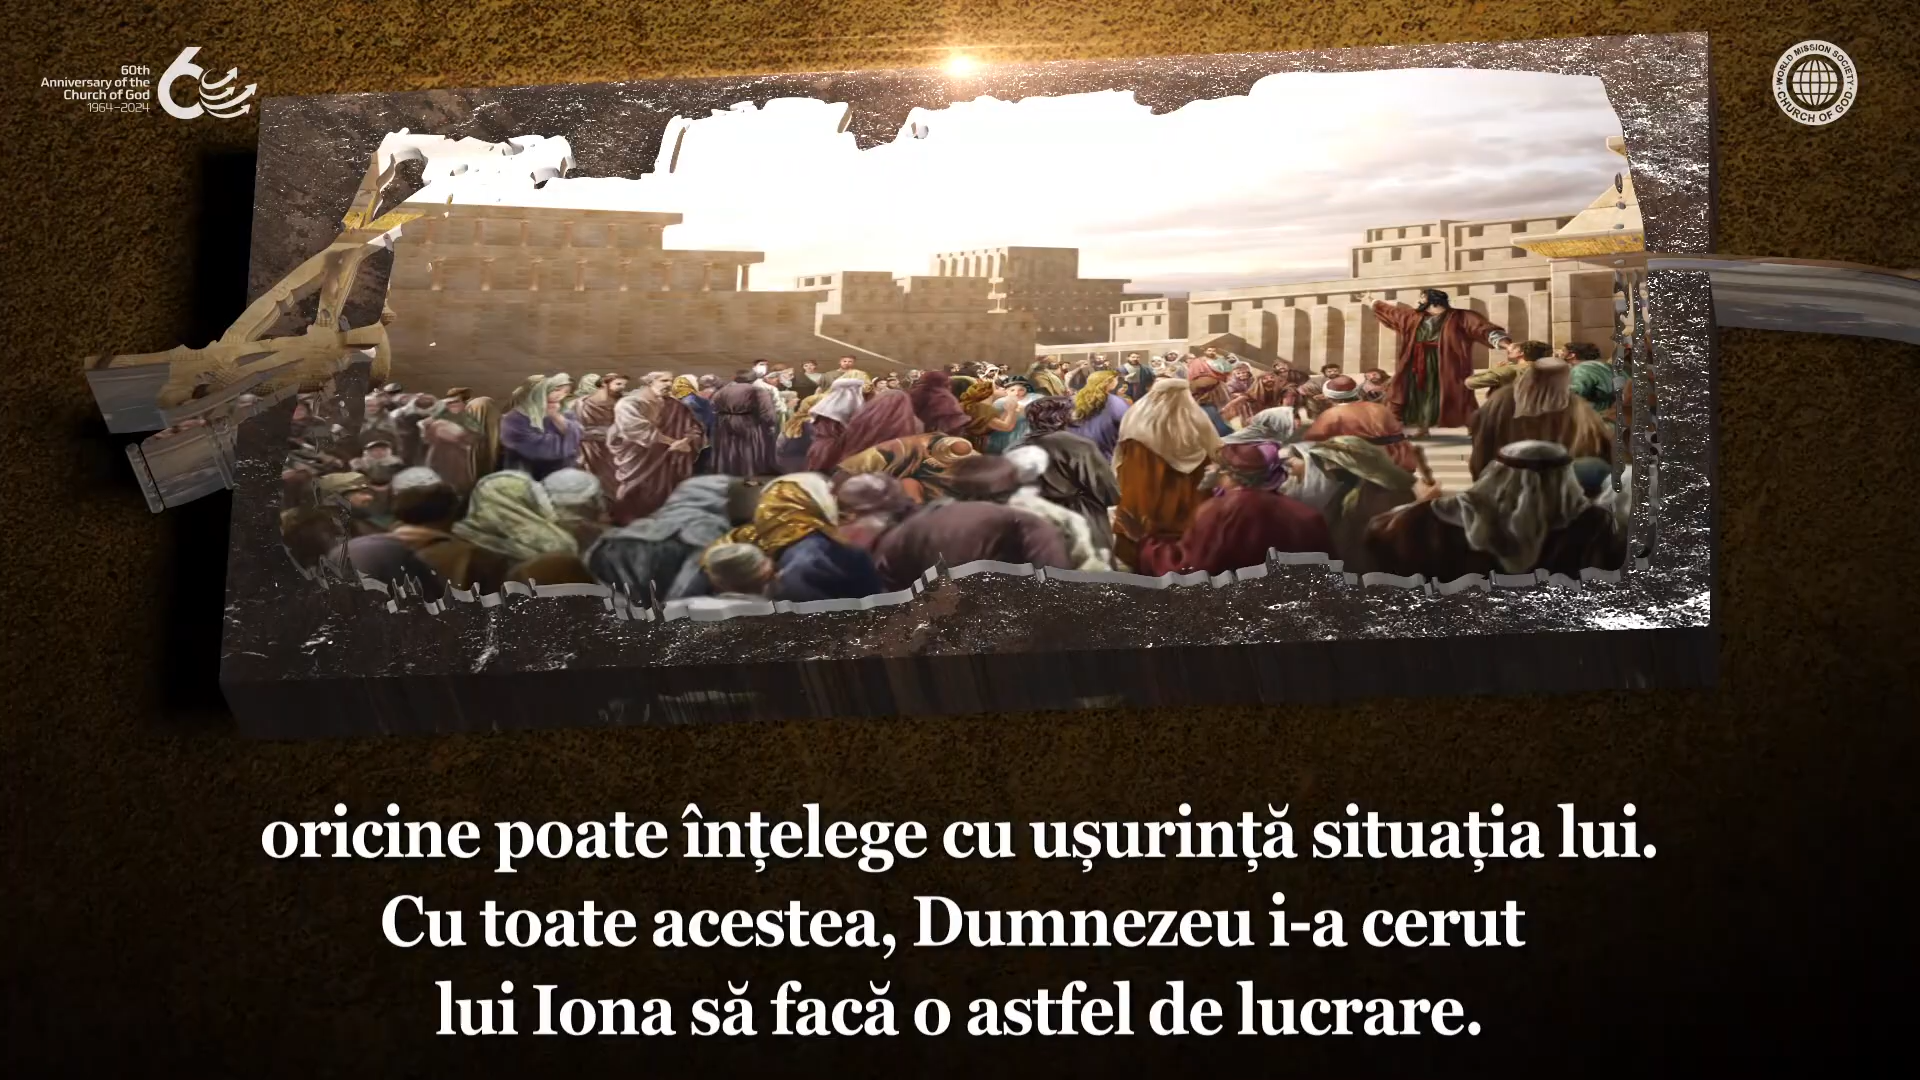 60th
Anniversary of the
Church of God
1964–2024
60
WORLD MISSION SOCIETY
CHURCH OF GOD
oricine poate înțelege cu ușurință situația lui.
Cu toate acestea, Dumnezeu i-a cerut
lui Iona să facă o astfel de lucrare.